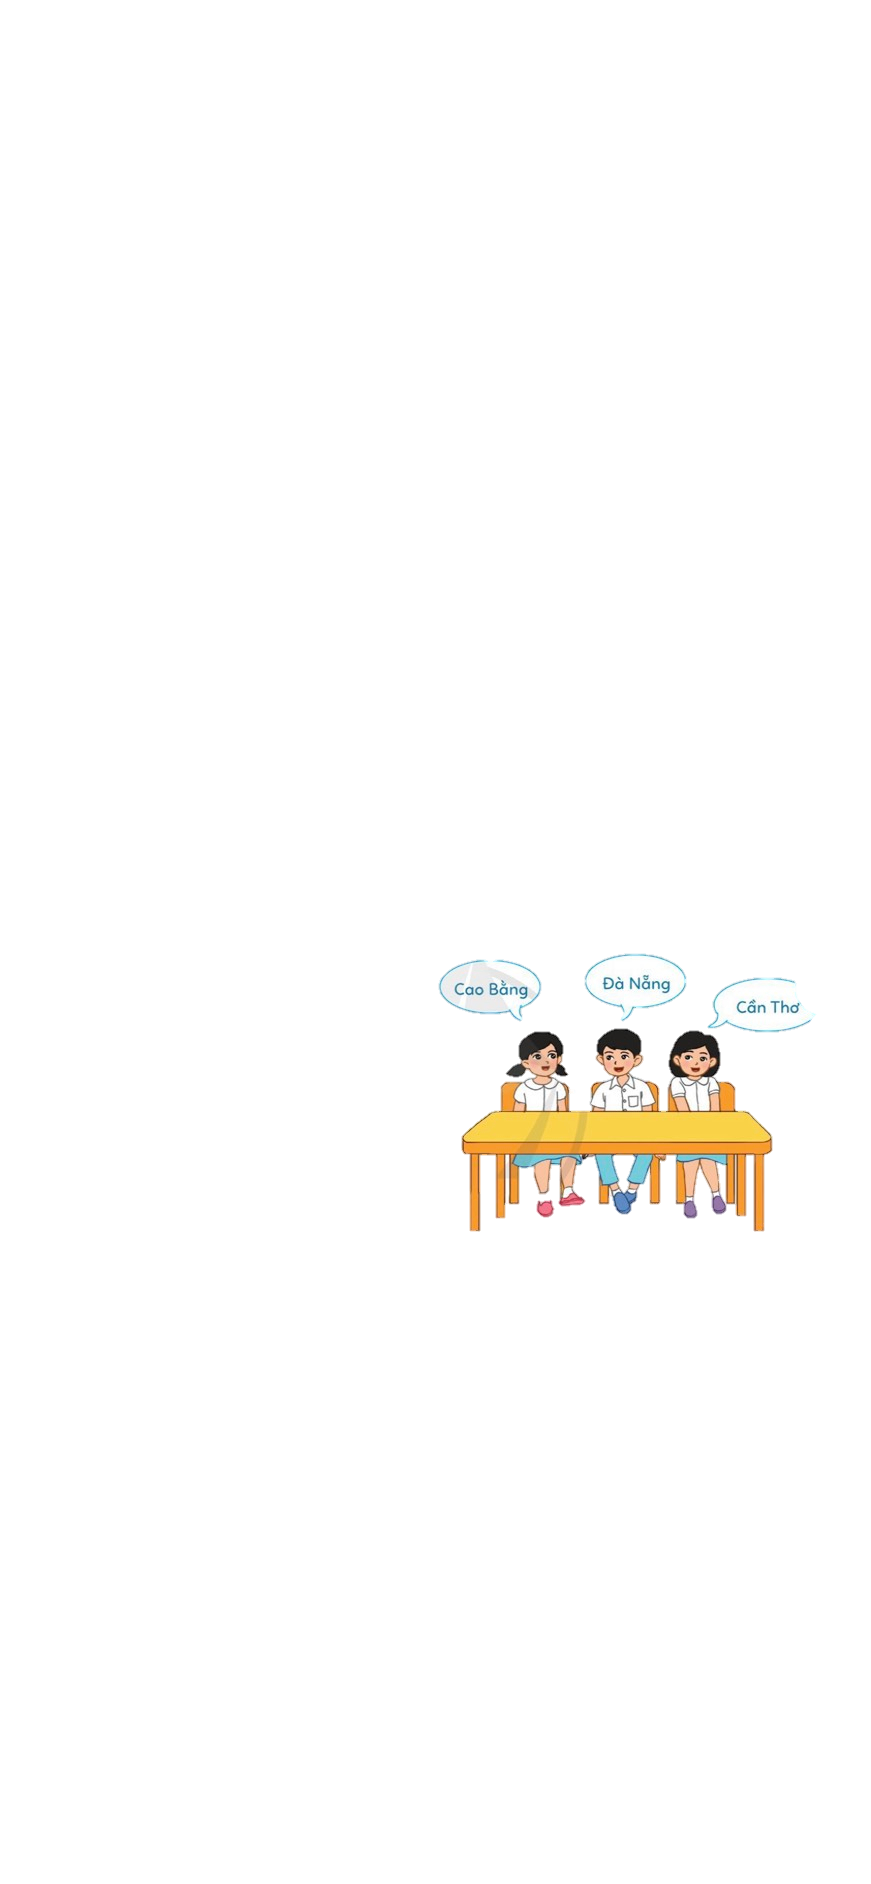 Cao Bằng
Đà Nẵng
Cần Thơ